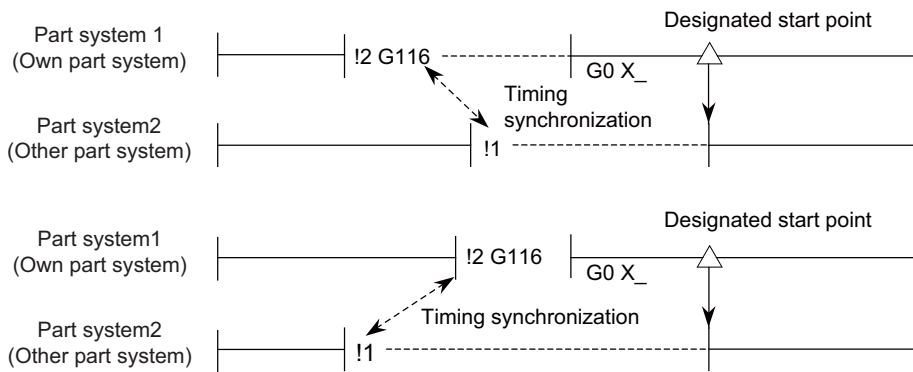 Designated start point
Part system 1
(Own part system)
!2 G116
G0 X_
Timing
synchronization
Part system2
(Other part system)
!1
Designated start point
Part system1
(Own part system)
!2 G116
G0 X_
Timing synchronization
Part system2
(Other part system)
!1